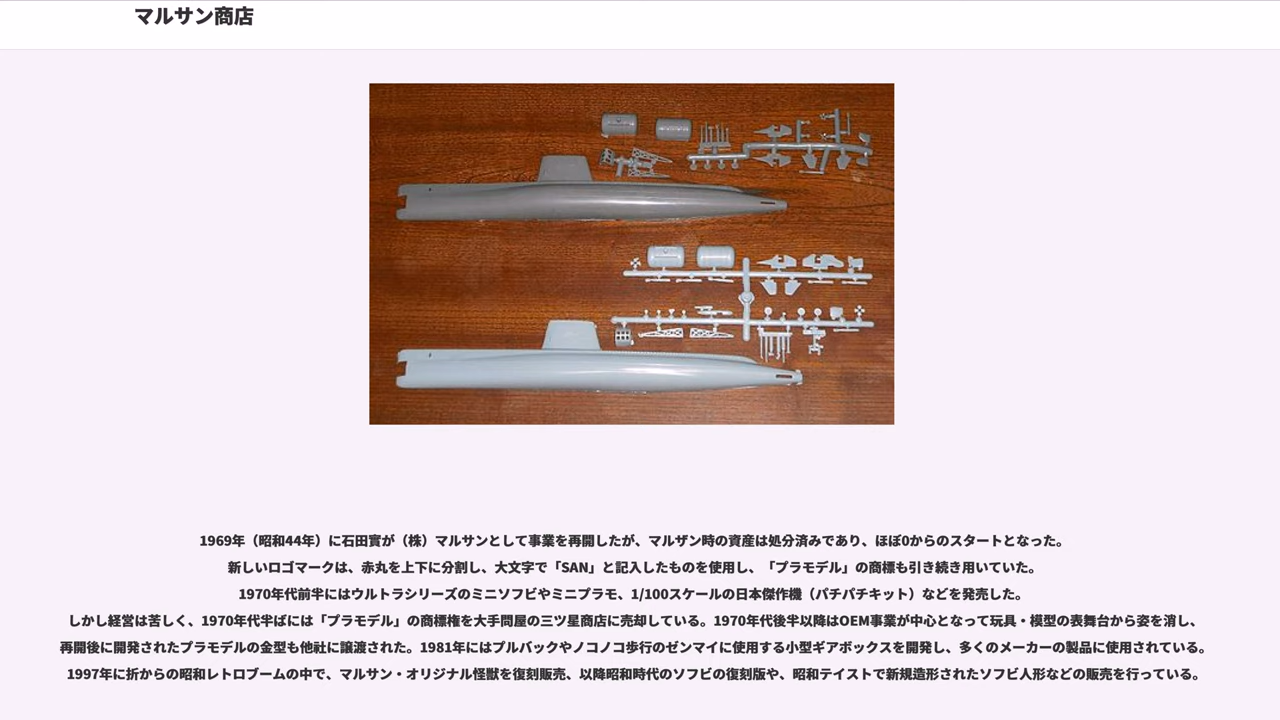 マルサン商店
1969年（昭和44年）に石田實が（株）マルサンとして事業を再開したが、マルザン時の資産は処分済みであり、ほぼ0からのスタートとなった。
新しいロゴマークは、赤丸を上下に分割し、大文字で「SAN」と記入したものを使用し、「プラモデル」の商標も引き続き用いていた。
1970年代前半にはウルトラシリーズのミニソフビやミニプラモ、1/100スケールの日本傑作機（パチパチキット）などを発売した。
しかし経営は苦しく、1970年代半ばには「プラモデル」の商標権を大手問屋の三ツ星商店に売却している。1970年代後半以降はOEM事業が中心となって玩具・模型の表舞台から姿を消し、
再開後に開発されたプラモデルの金型も他社に譲渡された。1981年にはプルバックやノコノコ歩行のゼンマイに使用する小型ギアボックスを開発し、多くのメーカーの製品に使用されている。
1997年に折からの昭和レトロブームの中で、マルサン・オリジナル怪獣を復刻販売、以降昭和時代のソフビの復刻版や、昭和テイストで新規造形されたソフビ人形などの販売を行っている。